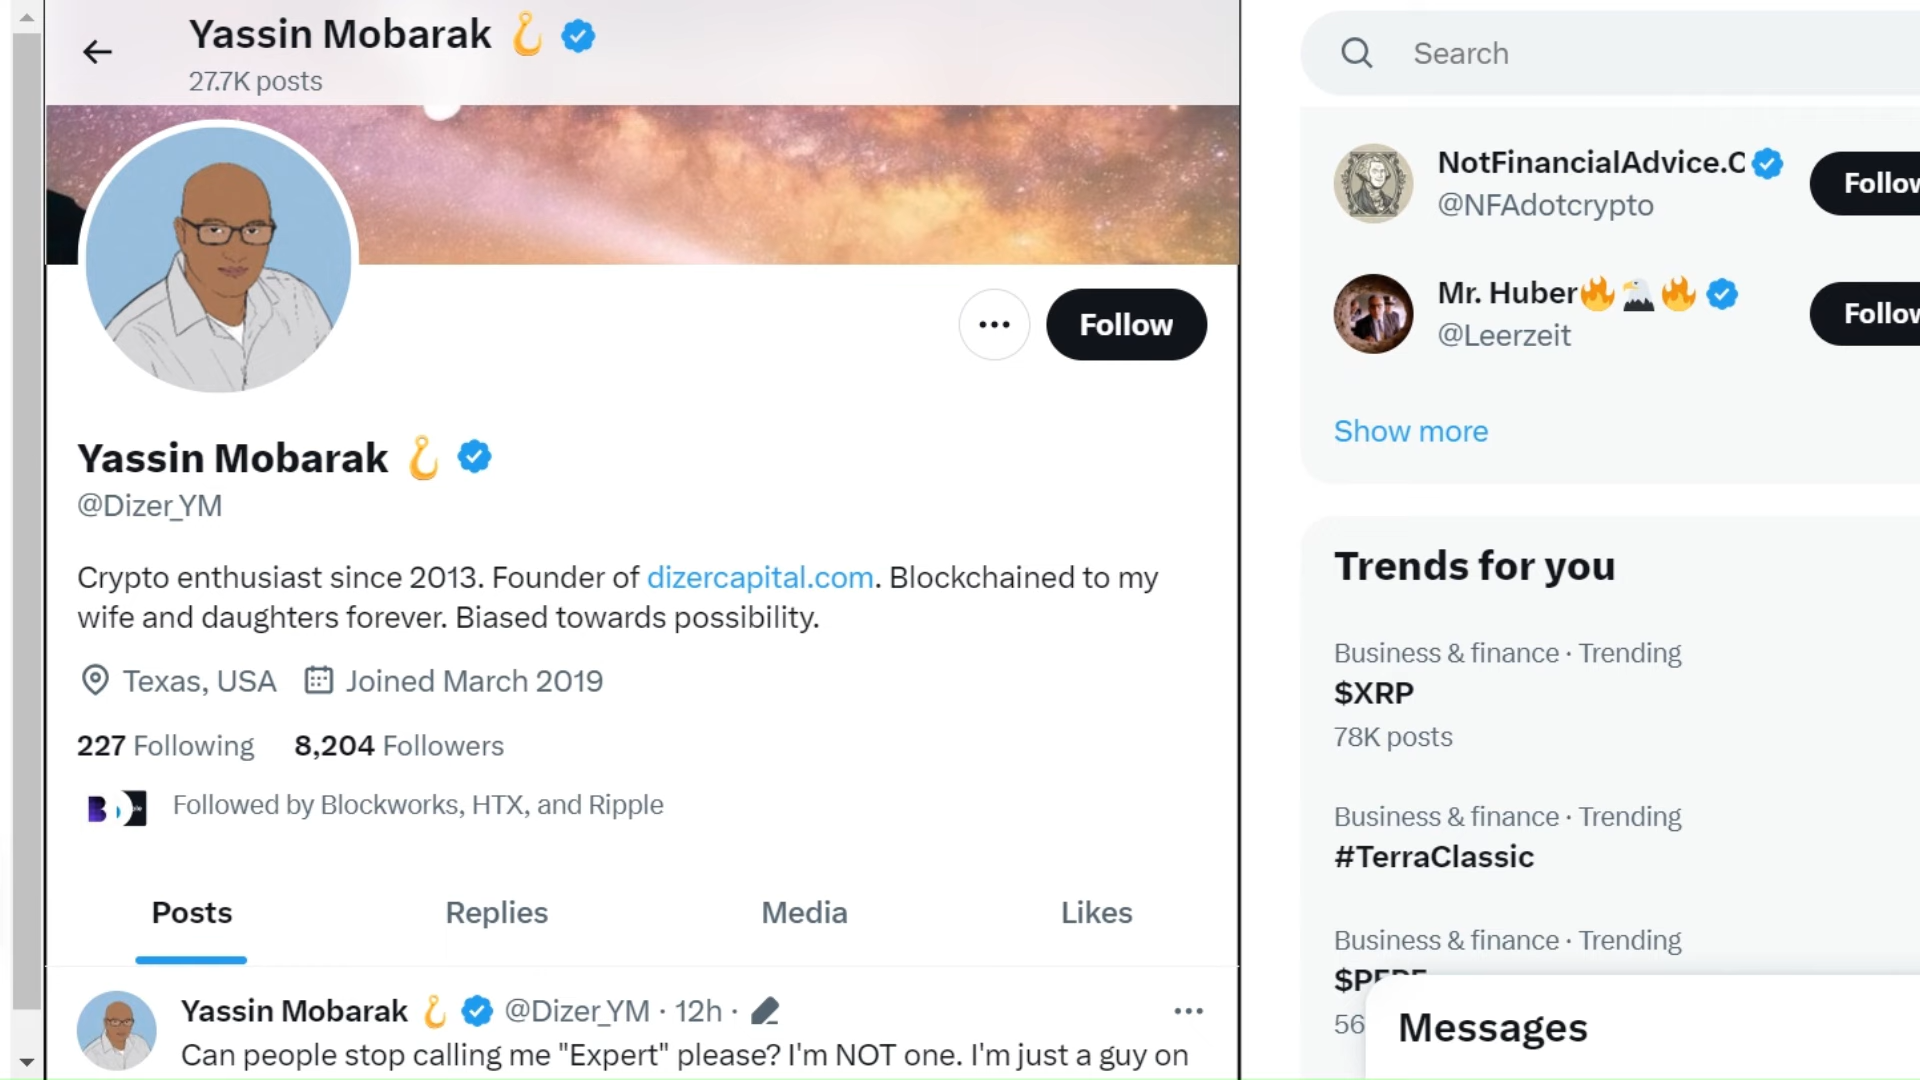 Yassin Mobarak 🪝
27.7K posts
Follow
Yassin Mobarak 🪝
@Dizer_YM
Crypto enthusiast since 2013. Founder of dizercapital.com. Blockchained to my
wife and daughters forever. Biased towards possibility.
Texas, USA Joined March 2019
227 Following 8,204 Followers
Followed by Blockworks, HTX, and Ripple
Posts Replies Media Likes
Yassin Mobarak 🪝 @Dizer_YM · 12h ·
Can people stop calling me "Expert" please? I'm NOT one. I'm just a guy on
Search
NotFinancialAdvice.C
@NFAdotcrypto
Follow
Mr. Huber🔥🦅🔥
@Leerzeit
Follow
Show more
Trends for you
Business & finance · Trending
$XRP
78K posts
Business & finance · Trending
#TerraClassic
Business & finance · Trending
56
Messages